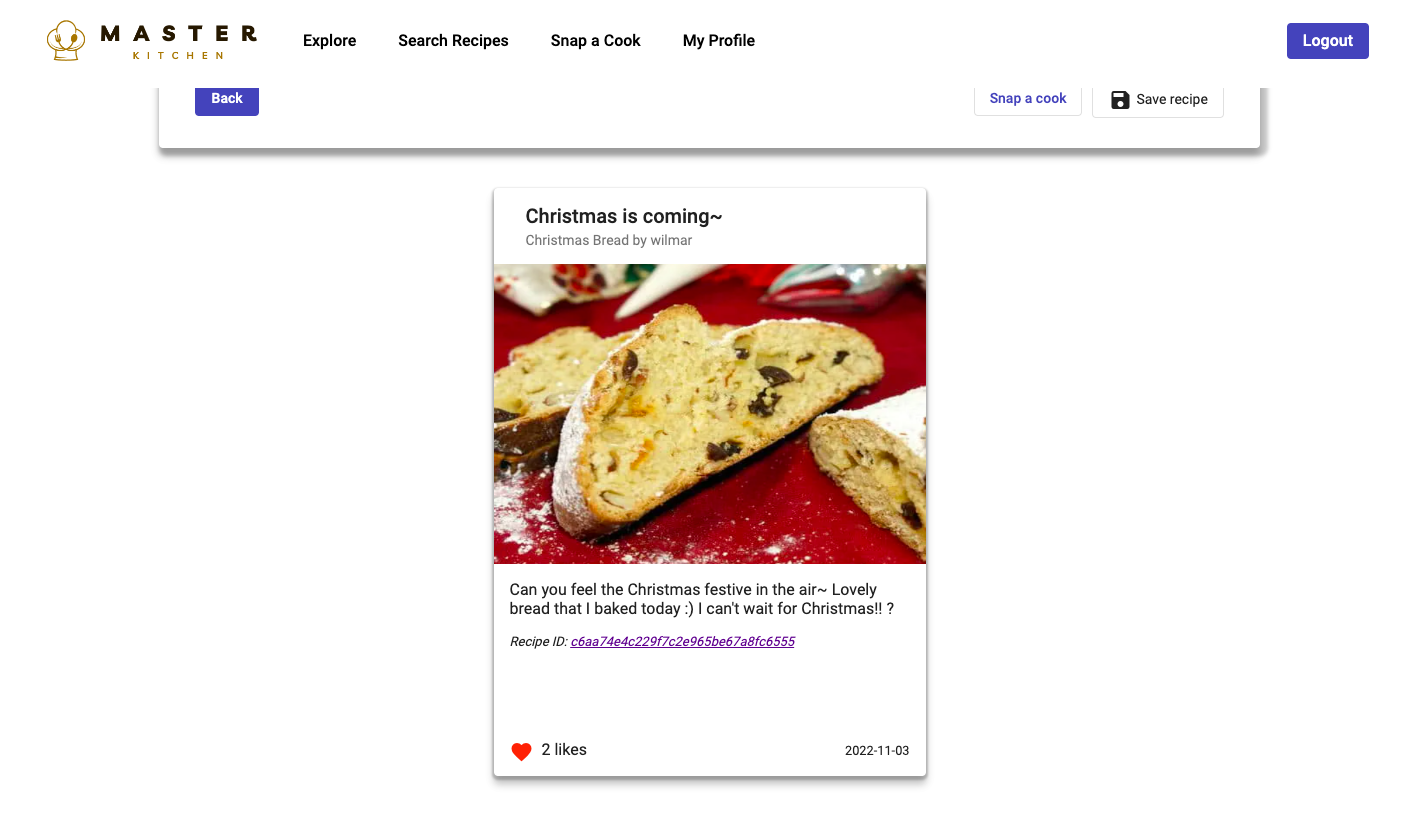 MASTER
KITCHEN
Explore
Search Recipes
Snap a Cook
My Profile
Logout
Back
Snap a cook
Save recipe
Christmas is coming~
Christmas Bread by wilmar
Can you feel the Christmas festive in the air~ Lovely
bread that I baked today :) I can't wait for Christmas!! ?
Recipe ID: c6aa74e4c229f7c2e965be67a8fc6555
2 likes
2022-11-03